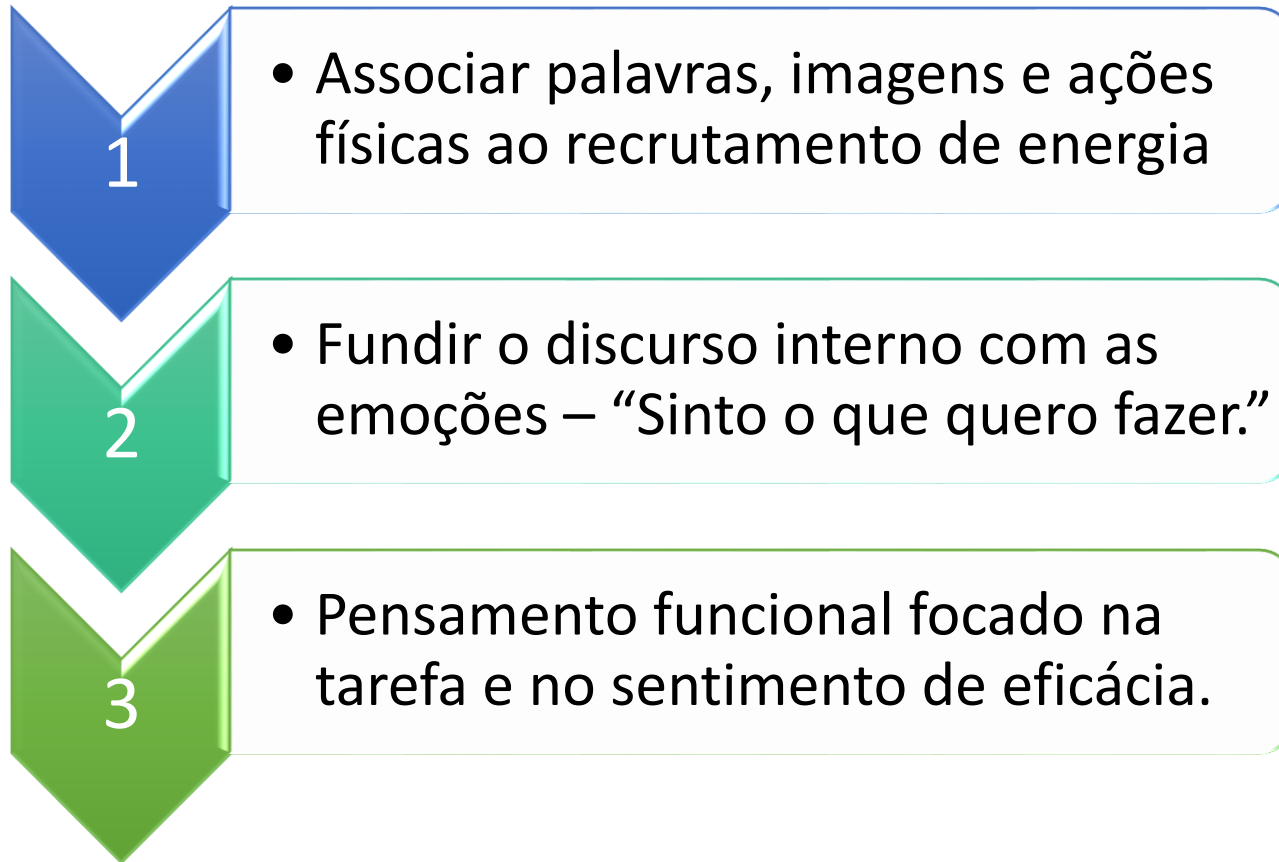 1
• Associar palavras, imagens e ações
físicas ao recrutamento de energia
2
• Fundir o discurso interno com as
emoções – “Sinto o que quero fazer.”
3
• Pensamento funcional focado na
tarefa e no sentimento de eficácia.